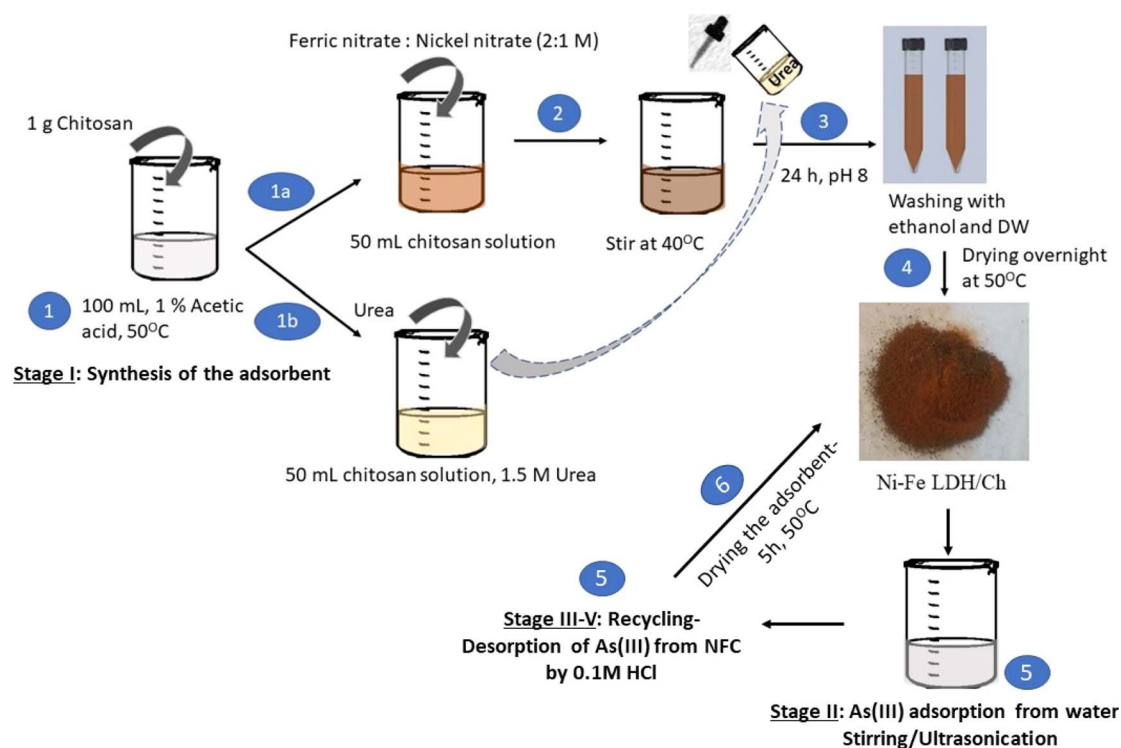 Ferric nitrate : Nickel nitrate (2:1 M)
Urea
1 g Chitosan
1a
2
3
24 h, pH 8
50 mL chitosan solution
Stir at 40⁰C
Washing with
ethanol and DW
1
100 mL, 1 % Acetic
acid, 50⁰C
1b
Urea
4
Drying overnight
at 50⁰C
Stage I: Synthesis of the adsorbent
50 mL chitosan solution, 1.5 M Urea
Ni-Fe LDH/Ch
6
Drying the adsorbent-
5h, 50⁰C
5
Stage III-V: Recycling-
Desorption of As(III) from NFC
by 0.1M HCl
5
Stage II: As(III) adsorption from water
Stirring/Ultrasonication